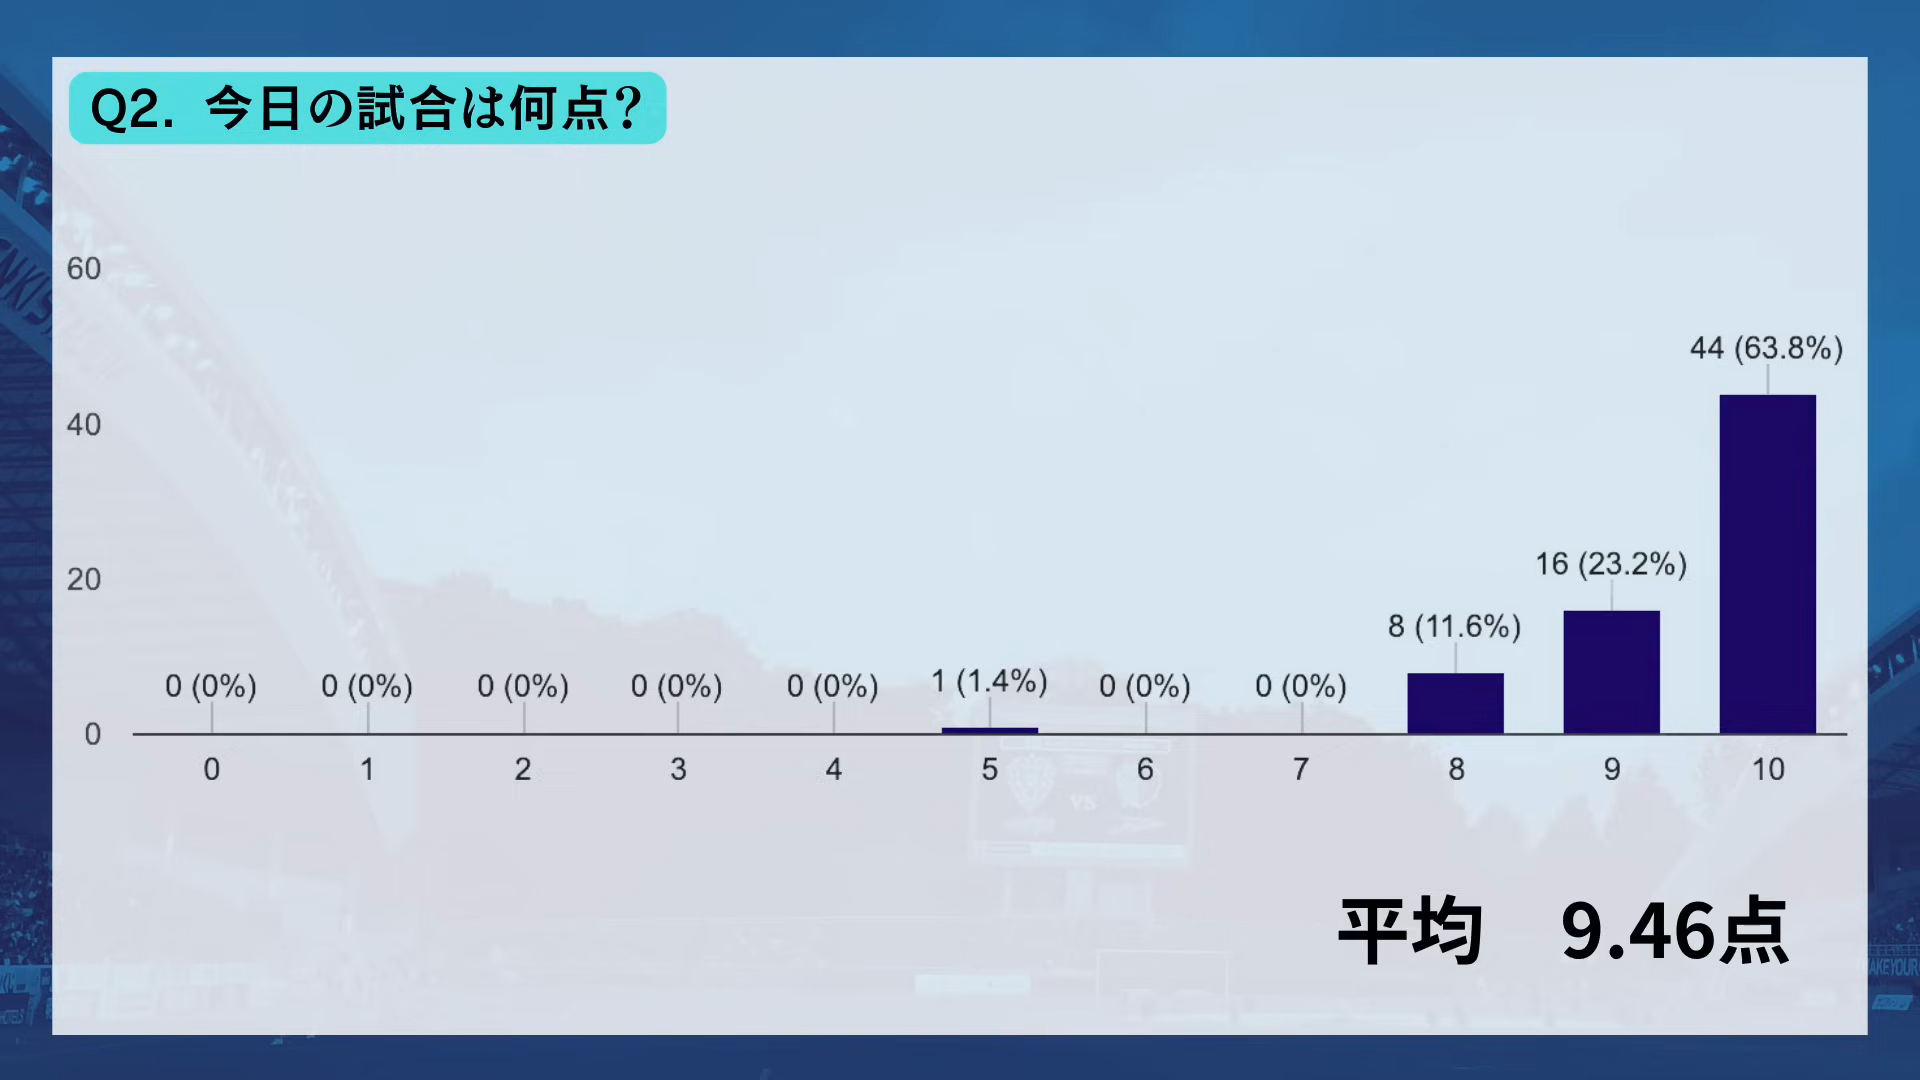 Q2. 今日の試合は何点？
60
40
20
0
0 (0%) 0 (0%) 0 (0%) 0 (0%) 0 (0%) 1 (1.4%) 0 (0%) 0 (0%) 8 (11.6%) 16 (23.2%) 44 (63.8%)
0 1 2 3 4 5 6 7 8 9 10
VS
平均 9.46点